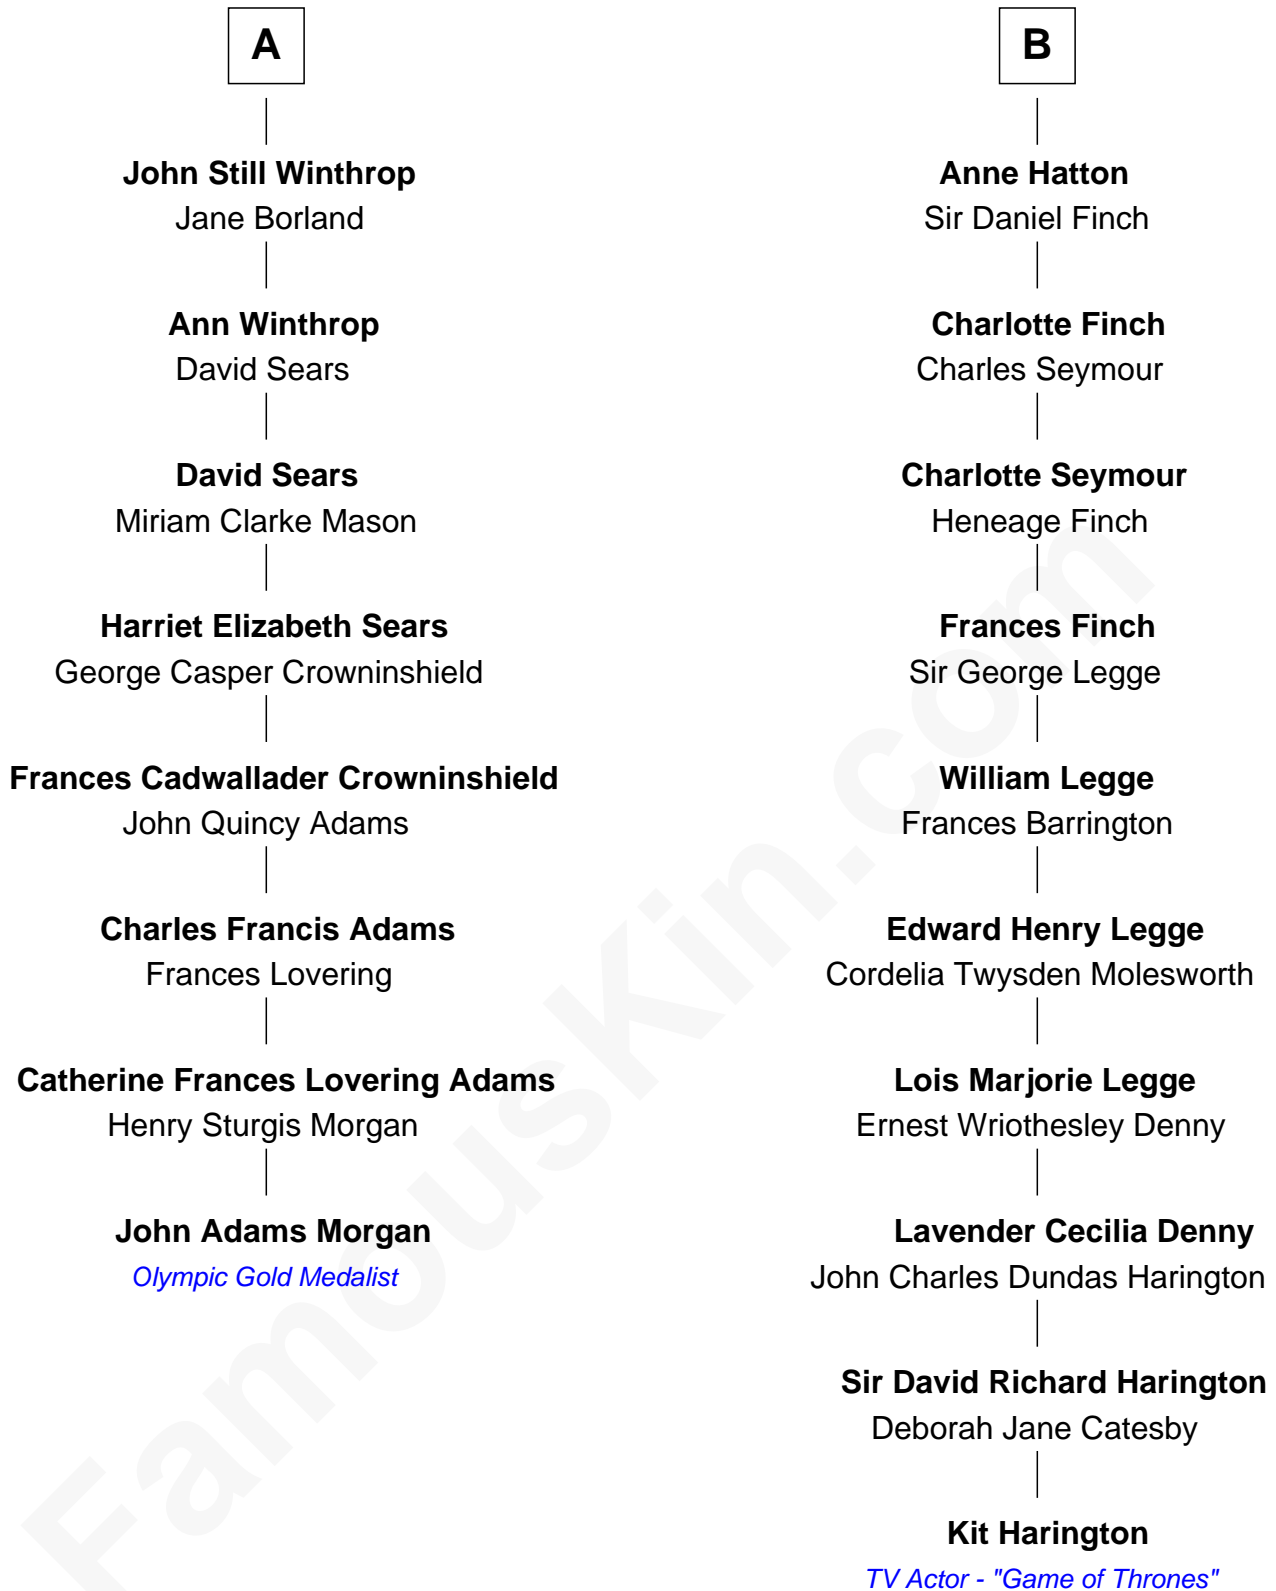 A
John Still Winthrop
Jane Borland
Ann Winthrop
David Sears
David Sears
Miriam Clarke Mason
Harriet Elizabeth Sears
George Casper Crowninshield
Frances Cadwallader Crowninshield
John Quincy Adams
Charles Francis Adams
Frances Lovering
Catherine Frances Lovering Adams
Henry Sturgis Morgan
John Adams Morgan
Olympic Gold Medalist
B
Anne Hatton
Sir Daniel Finch
Charlotte Finch
Charles Seymour
Charlotte Seymour
Heneage Finch
Frances Finch
Sir George Legge
William Legge
Frances Barrington
Edward Henry Legge
Cordelia Twysden Molesworth
Lois Marjorie Legge
Ernest Wriothesley Denny
Lavender Cecilia Denny
John Charles Dundas Harington
Sir David Richard Harington
Deborah Jane Catesby
Kit Harington
TV Actor - "Game of Thrones"
FamousKin.com